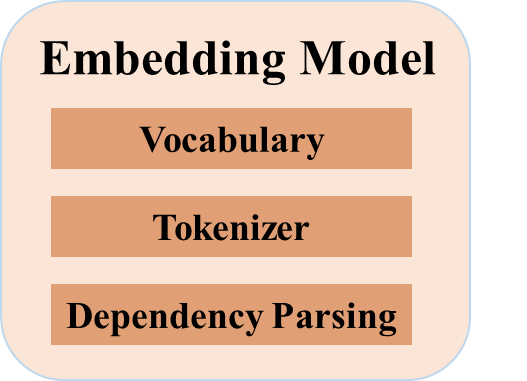 Embedding Model
Vocabulary
Tokenizer
Dependency Parsing